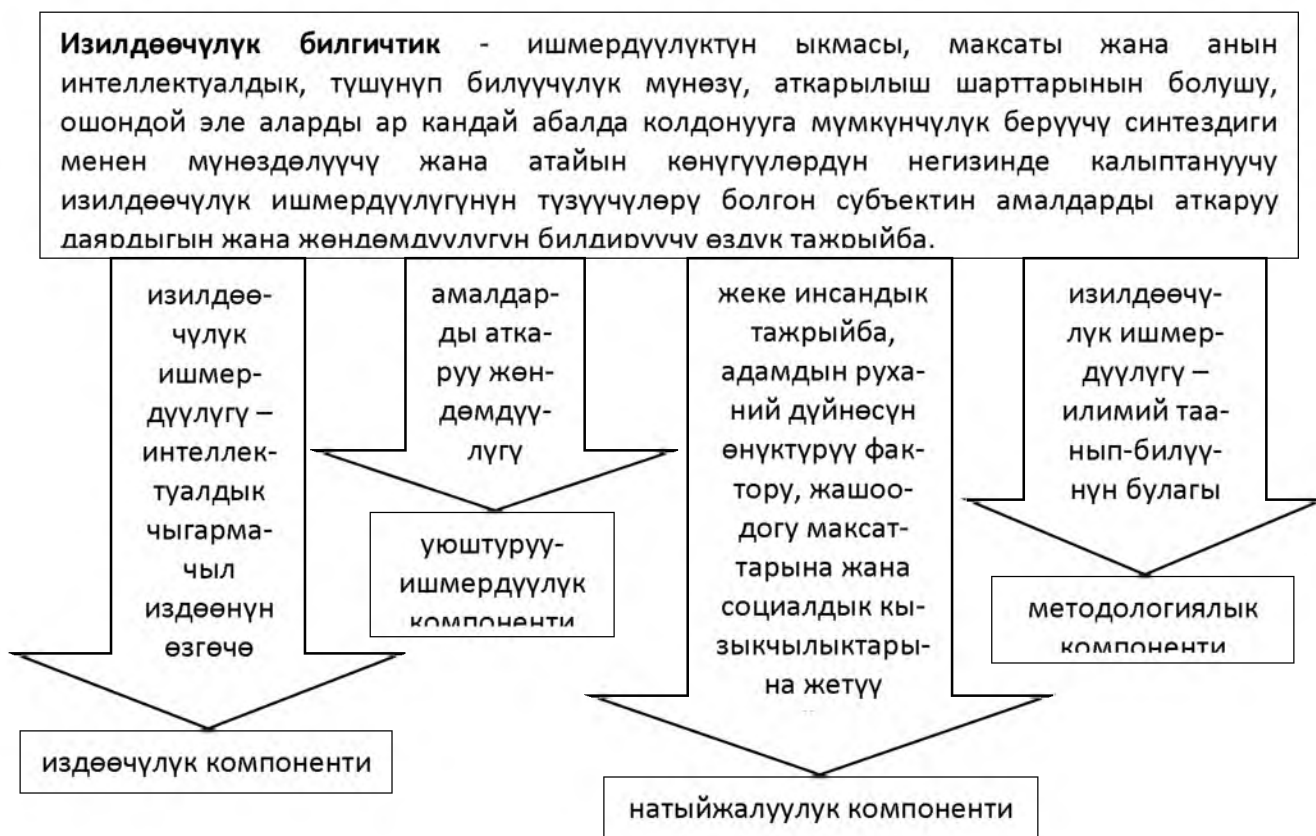 Изилдөөчүлүк билгичтик - ишмердүүлүктүн ыкмасы, максаты жана анын
интеллектуалдык, түшүнүп билүүчүлүк мүнөзү, аткарылыш шарттарынын болушу,
ошондой эле аларды ар кандай абалда колдонууга мүмкүнчүлүк берүүчү синтездиги
менен мүнөздөлүүчү жана атайын көнүгүүлөрдүн негизинде калыптануучу
изилдөөчүлүк ишмердүүлүгүнүн түзүүчүлөрү болгон субъектин амалдарды аткаруу
даярдыгын жана жөндөмдүүлүгүн билдирүүчү өздүк тажрыйба.
изилдөө-
чүлүк
ишмер-
дүүлүгү –
интеллек-
туалдык
чыгарма-
чыл
издөөнүн
өзгөчө
издөөчүлүк компоненти
амалдар-
ды атка-
руу жөн-
дөмдүү-
лүгү
уюштуруу-
ишмердүүлүк
компоненти
жеке инсандык
тажрыйба,
адамдын руха-
ний дүйнөсүн
өнүктүрүү фак-
тору, жашоо-
догу максат-
тарына жана
социалдык кы-
зыкчылыктары-
на жетүү
натыйжалуулук компоненти
изилдөөчү-
лүк ишмер-
дүүлүгү –
илимий таа-
нып-билүү-
нүн булагы
методологиялык
компоненти